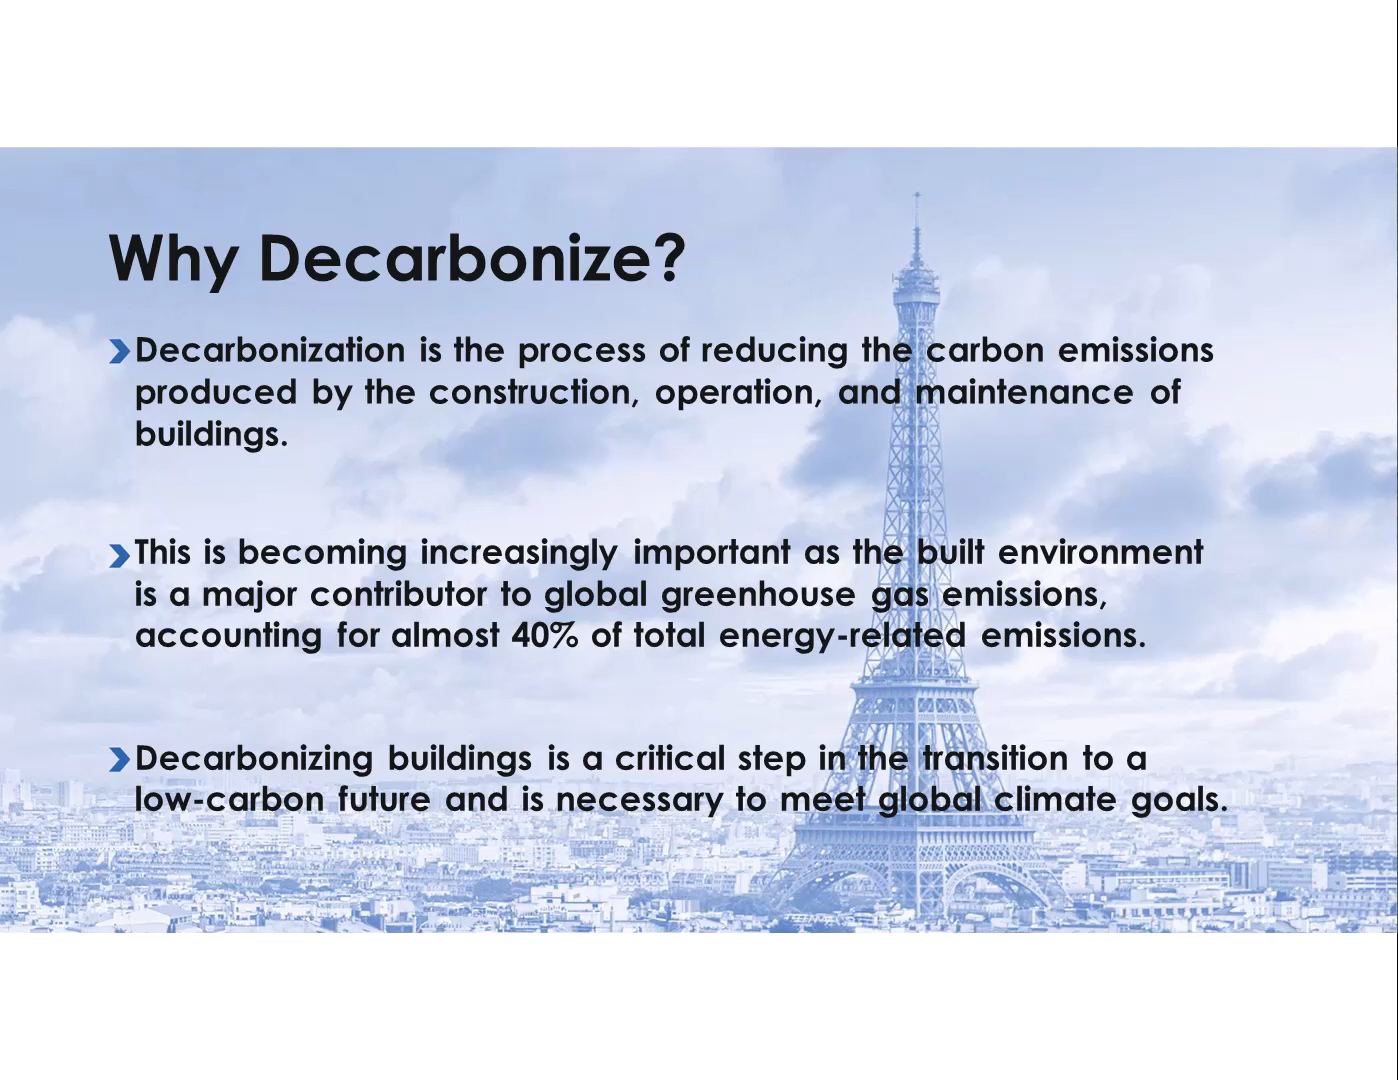 Why Decarbonize?
Decarbonization is the process of reducing the carbon emissions
produced by the construction, operation, and maintenance of
buildings.
This is becoming increasingly important as the built environment
is a major contributor to global greenhouse gas emissions,
accounting for almost 40% of total energy-related emissions.
Decarbonizing buildings is a critical step in the transition to a
low-carbon future and is necessary to meet global climate goals.